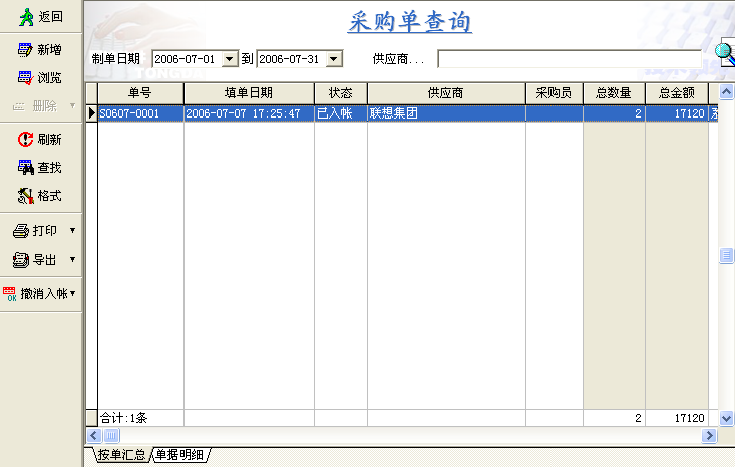 采购单查询
返回
新增
浏览
删除
刷新
查找
格式
打印
导出
撤消入帐
制单日期 2006-07-01 到 2006-07-31 供应商...
单号 填单日期 状态 供应商 采购员 总数量 总金额
S0607-0001 2006-07-07 17:25:47 已入帐 联想集团 2 17120
合计:1条 2 17120
按单汇总 单据明细